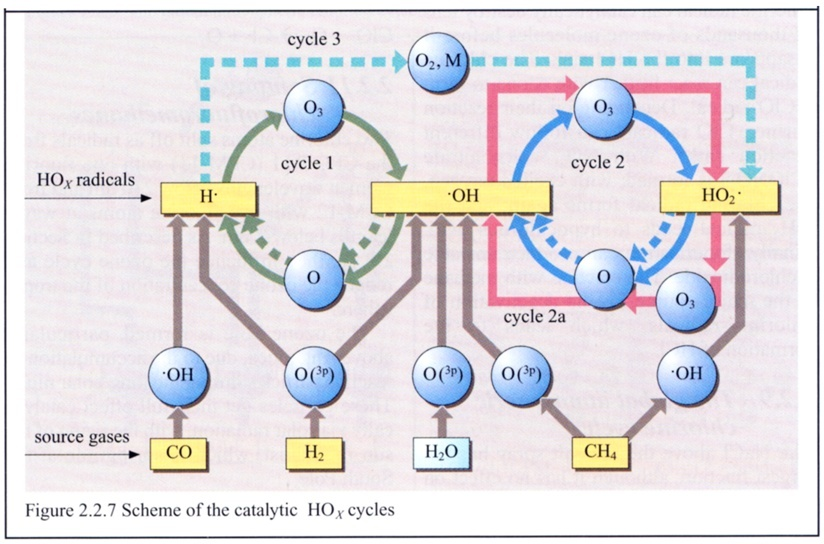 cycle 3
O2, M
O3
O3
cycle 1
cycle 2
HOX radicals
H·
·OH
HO2·
O
O
O3
cycle 2a
·OH
O(3p)
O(3p)
O(3p)
·OH
source gases
CO
H2
H2O
CH4
Figure 2.2.7 Scheme of the catalytic HOX cycles